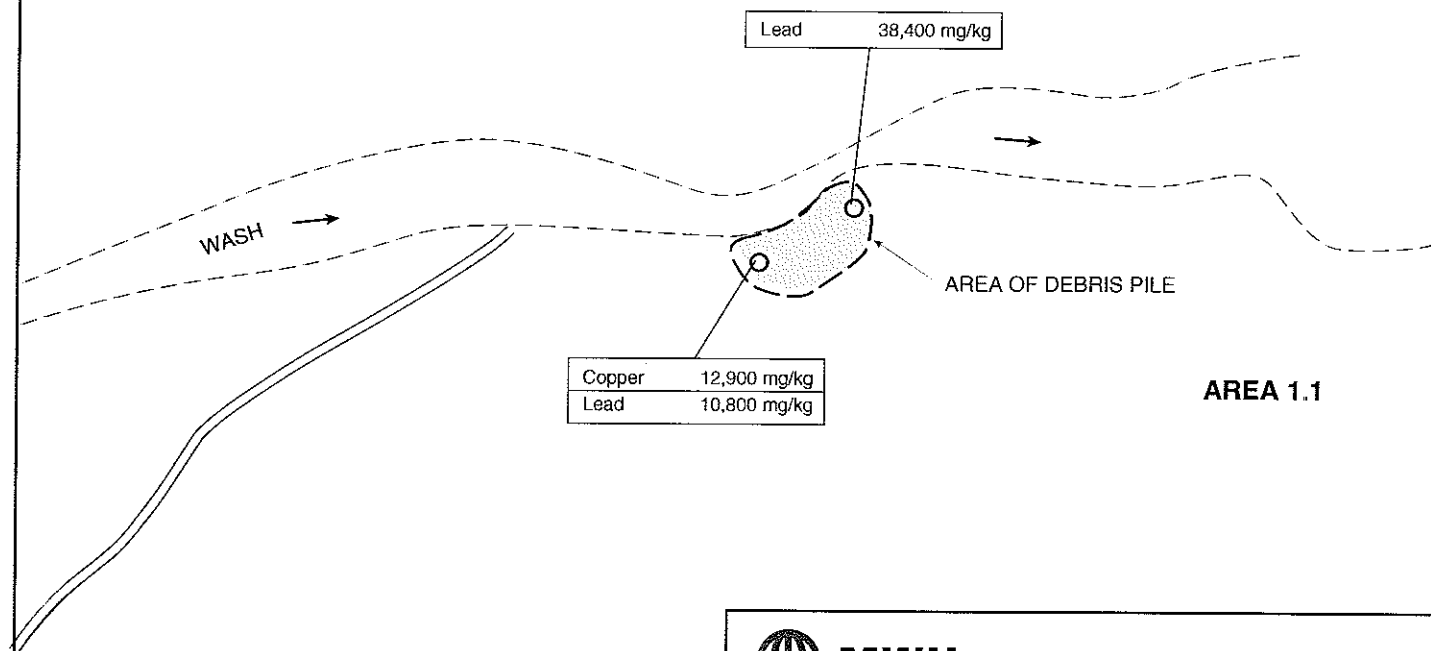 Lead 38,400 mg/kg
WASH
AREA OF DEBRIS PILE
Copper 12,900 mg/kg
Lead 10,800 mg/kg
AREA 1.1